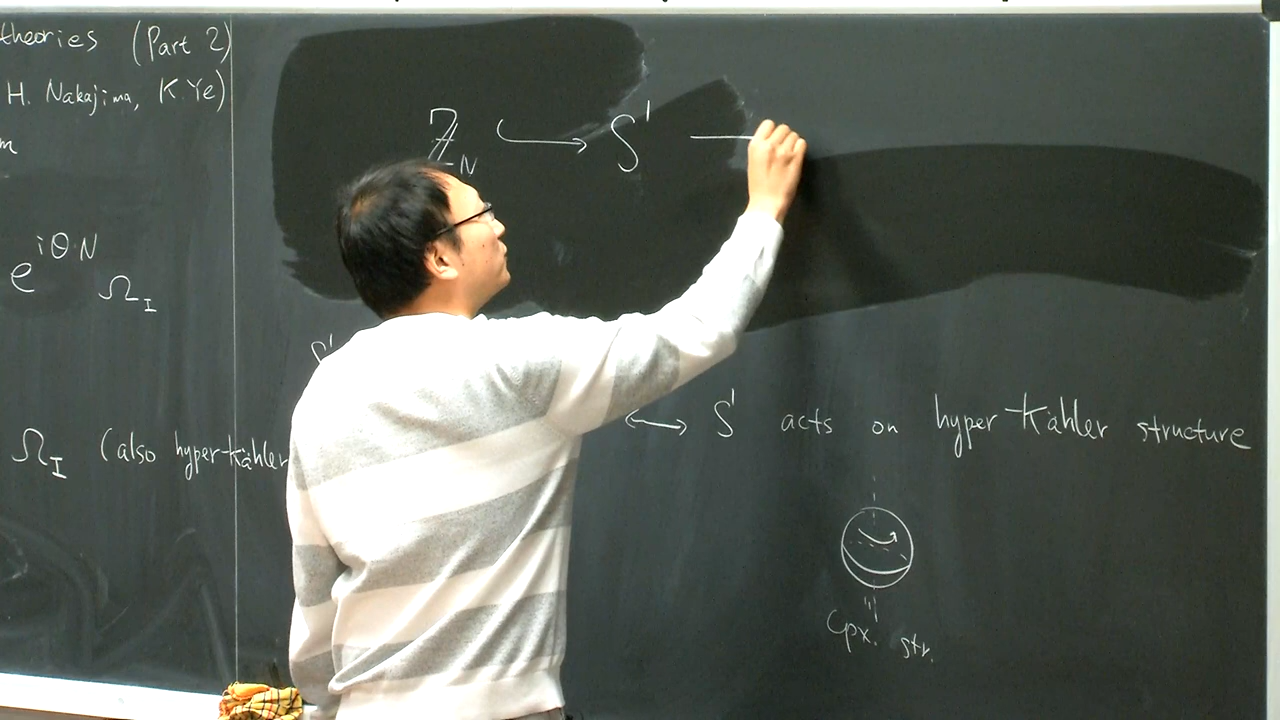 theories (Part 2)
H. Nakajima, K. Ye)
m
e^{iθN} Ω_I
Ω_I (also hyper-Kähler
ℤ_N ↪ S¹ —
S¹
↔ S¹ acts on hyper-Kähler structure
Cpx. str.